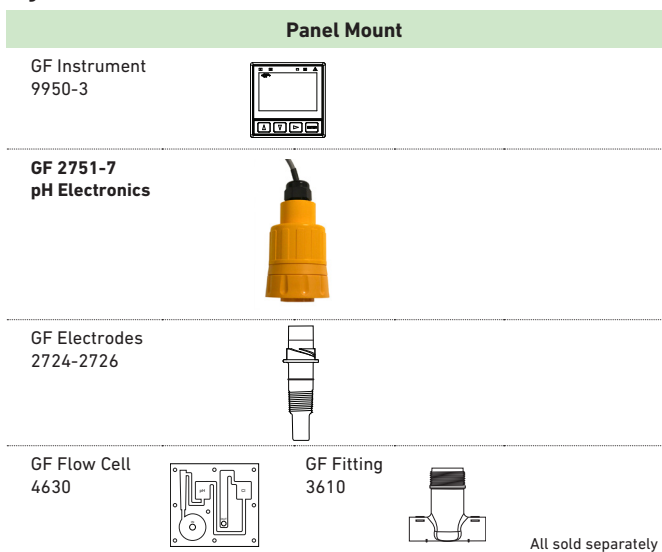 Panel Mount
GF Instrument
9950-3
GF 2751-7
pH Electronics
GF Electrodes
2724-2726
GF Flow Cell
4630
pH
GF Fitting
3610
All sold separately